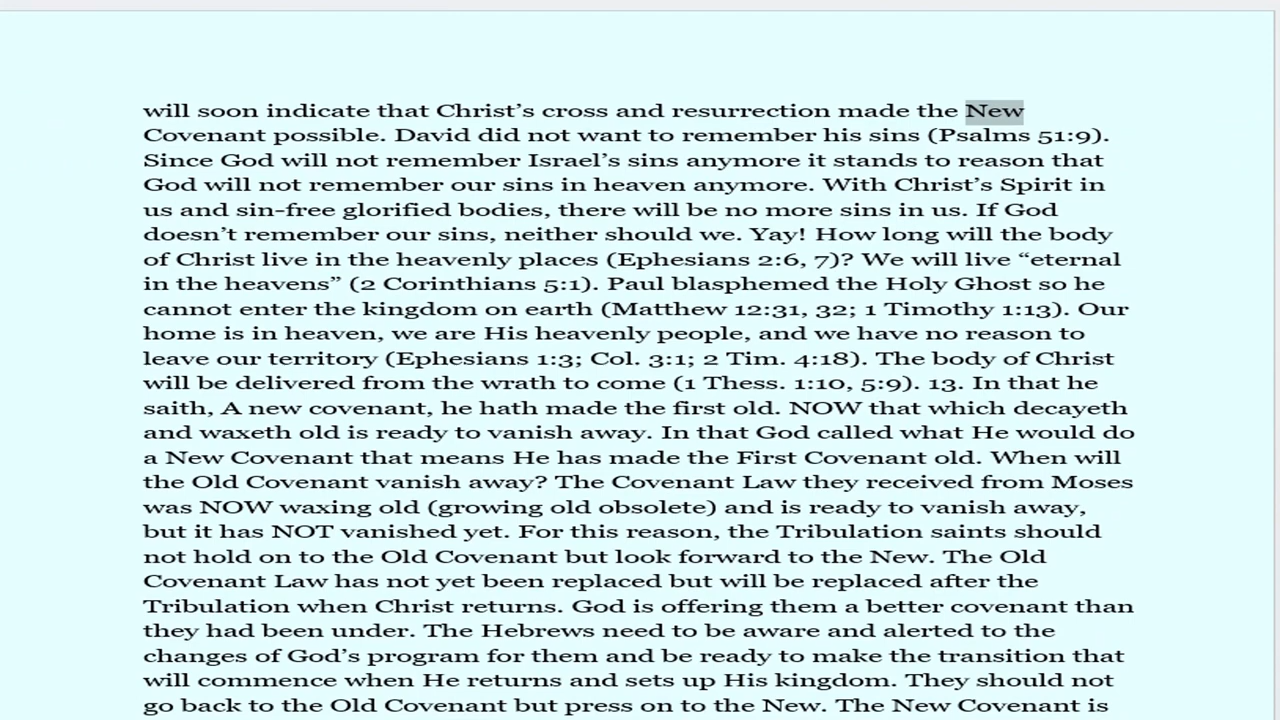 will soon indicate that Christ’s cross and resurrection made the New
Covenant possible. David did not want to remember his sins (Psalms 51:9).
Since God will not remember Israel’s sins anymore it stands to reason that
God will not remember our sins in heaven anymore. With Christ’s Spirit in
us and sin-free glorified bodies, there will be no more sins in us. If God
doesn’t remember our sins, neither should we. Yay! How long will the body
of Christ live in the heavenly places (Ephesians 2:6, 7)? We will live “eternal
in the heavens” (2 Corinthians 5:1). Paul blasphemed the Holy Ghost so he
cannot enter the kingdom on earth (Matthew 12:31, 32; 1 Timothy 1:13). Our
home is in heaven, we are His heavenly people, and we have no reason to
leave our territory (Ephesians 1:3; Col. 3:1; 2 Tim. 4:18). The body of Christ
will be delivered from the wrath to come (1 Thess. 1:10, 5:9). 13. In that he
saith, A new covenant, he hath made the first old. NOW that which decayeth
and waxeth old is ready to vanish away. In that God called what He would do
a New Covenant that means He has made the First Covenant old. When will
the Old Covenant vanish away? The Covenant Law they received from Moses
was NOW waxing old (growing old obsolete) and is ready to vanish away,
but it has NOT vanished yet. For this reason, the Tribulation saints should
not hold on to the Old Covenant but look forward to the New. The Old
Covenant Law has not yet been replaced but will be replaced after the
Tribulation when Christ returns. God is offering them a better covenant than
they had been under. The Hebrews need to be aware and alerted to the
changes of God’s program for them and be ready to make the transition that
will commence when He returns and sets up His kingdom. They should not
go back to the Old Covenant but press on to the New. The New Covenant is